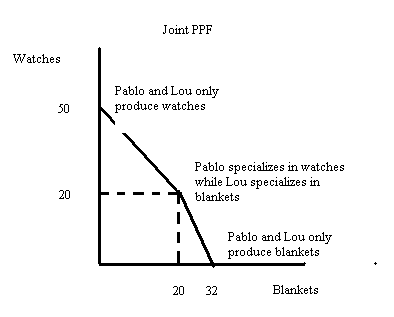 Joint PPF
Watches
Pablo and Lou only
produce watches
50
Pablo specializes in watches
while Lou specializes in
blankets
20
Pablo and Lou only
produce blankets
20
32
Blankets